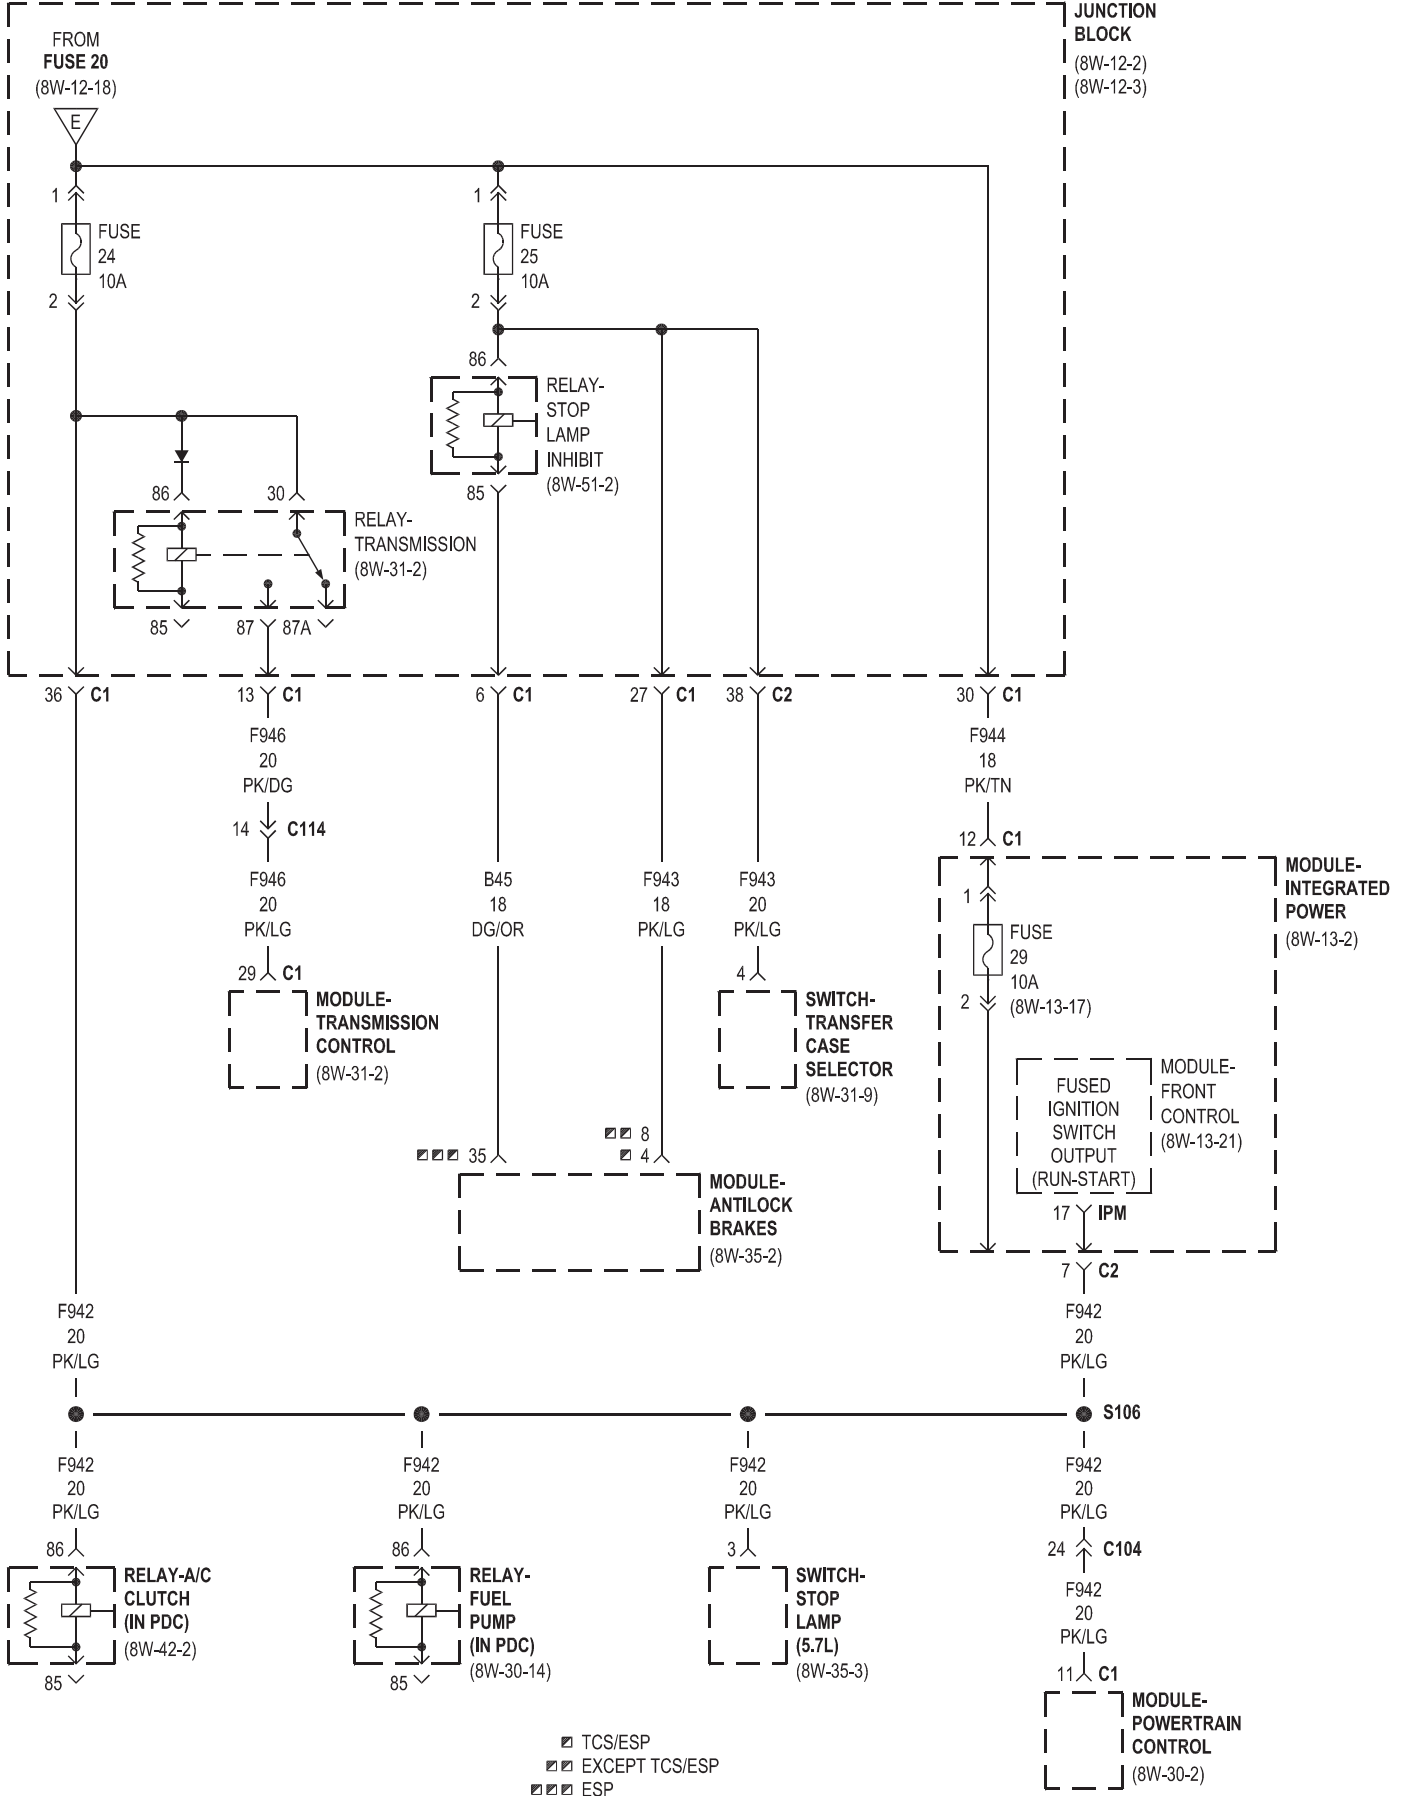 JUNCTION
BLOCK
(8W-12-2)
(8W-12-3)
FROM
FUSE 20
(8W-12-18)
E
1
FUSE
24
10A
2
1
FUSE
25
10A
2
86
RELAY-
STOP
LAMP
INHIBIT
(8W-51-2)
85
86
30
RELAY-
TRANSMISSION
(8W-31-2)
85
87
87A
36 C1
13 C1
6 C1
27 C1
38 C2
30 C1
F946
20
PK/DG
14 C114
F946
20
PK/LG
29 C1
MODULE-
TRANSMISSION
CONTROL
(8W-31-2)
B45
18
DG/OR
F943
18
PK/LG
F943
20
PK/LG
4
SWITCH-
TRANSFER
CASE
SELECTOR
(8W-31-9)
8
35
4
MODULE-
ANTILOCK
BRAKES
(8W-35-2)
F944
18
PK/TN
12 C1
MODULE-
INTEGRATED
POWER
(8W-13-2)
1
FUSE
29
10A
(8W-13-17)
2
FUSED
IGNITION
SWITCH
OUTPUT
(RUN-START)
MODULE-
FRONT
CONTROL
(8W-13-21)
17 IPM
7 C2
F942
20
PK/LG
F942
20
PK/LG
S106
F942
20
PK/LG
F942
20
PK/LG
F942
20
PK/LG
F942
20
PK/LG
86
RELAY-A/C
CLUTCH
(IN PDC)
(8W-42-2)
85
86
RELAY-
FUEL
PUMP
(IN PDC)
(8W-30-14)
85
3
SWITCH-
STOP
LAMP
(5.7L)
(8W-35-3)
24 C104
F942
20
PK/LG
11 C1
MODULE-
POWERTRAIN
CONTROL
(8W-30-2)
TCS/ESP
EXCEPT TCS/ESP
ESP